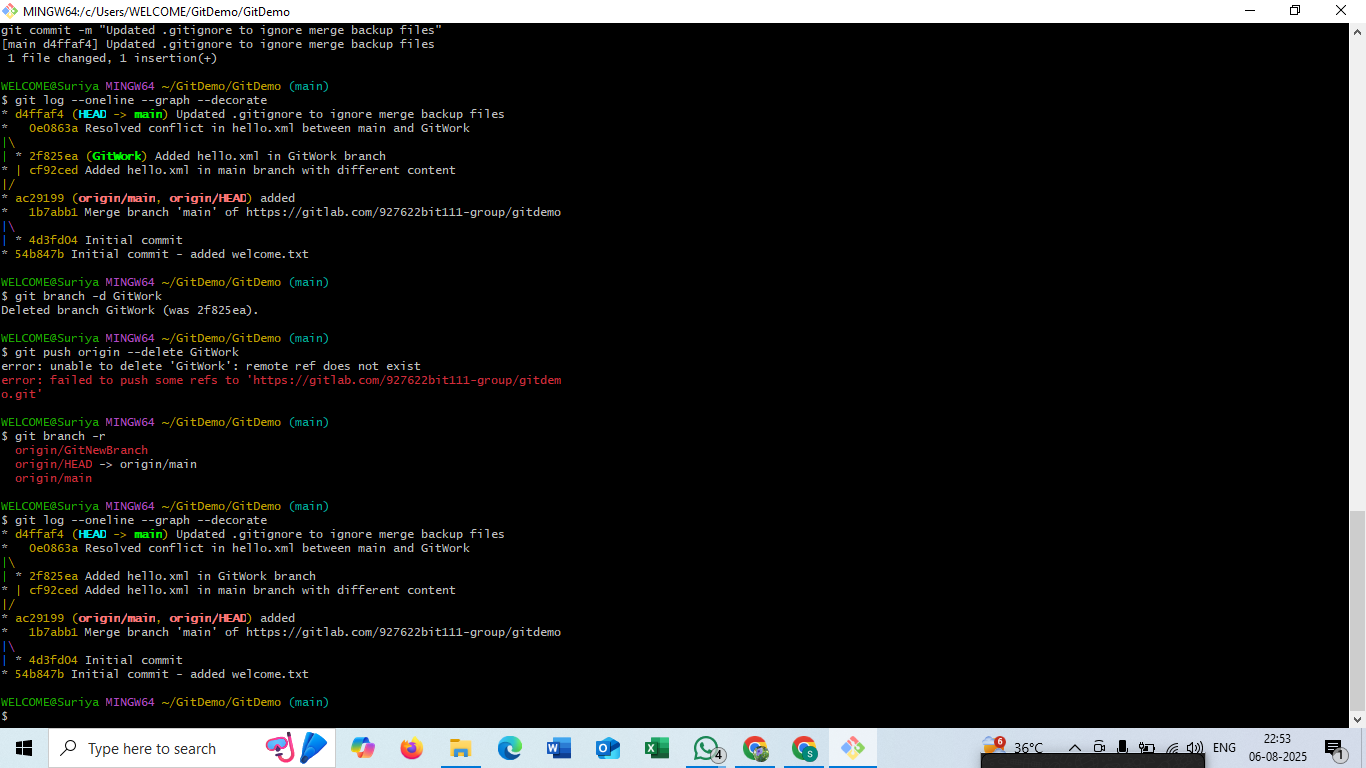 MINGW64:/c/Users/WELCOME/GitDemo/GitDemo
git commit -m "Updated .gitignore to ignore merge backup files"
[main d4ffaf4] Updated .gitignore to ignore merge backup files
 1 file changed, 1 insertion(+)
WELCOME@Suriya MINGW64 ~/GitDemo/GitDemo (main)
$ git log --oneline --graph --decorate
* d4ffaf4 (HEAD -> main) Updated .gitignore to ignore merge backup files
*   0e0863a Resolved conflict in hello.xml between main and GitWork
|\
| * 2f825ea (GitWork) Added hello.xml in GitWork branch
* | cf92ced Added hello.xml in main branch with different content
|/
* ac29199 (origin/main, origin/HEAD) added
*   1b7abb1 Merge branch 'main' of https://gitlab.com/927622bit111-group/gitdemo
|\
| * 4d3fd04 Initial commit
* 54b847b Initial commit - added welcome.txt
WELCOME@Suriya MINGW64 ~/GitDemo/GitDemo (main)
$ git branch -d GitWork
Deleted branch GitWork (was 2f825ea).
WELCOME@Suriya MINGW64 ~/GitDemo/GitDemo (main)
$ git push origin --delete GitWork
error: unable to delete 'GitWork': remote ref does not exist
error: failed to push some refs to 'https://gitlab.com/927622bit111-group/gitdem
o.git'
WELCOME@Suriya MINGW64 ~/GitDemo/GitDemo (main)
$ git branch -r
  origin/GitNewBranch
  origin/HEAD -> origin/main
  origin/main
WELCOME@Suriya MINGW64 ~/GitDemo/GitDemo (main)
$ git log --oneline --graph --decorate
* d4ffaf4 (HEAD -> main) Updated .gitignore to ignore merge backup files
*   0e0863a Resolved conflict in hello.xml between main and GitWork
|\
| * 2f825ea Added hello.xml in GitWork branch
* | cf92ced Added hello.xml in main branch with different content
|/
* ac29199 (origin/main, origin/HEAD) added
*   1b7abb1 Merge branch 'main' of https://gitlab.com/927622bit111-group/gitdemo
|\
| * 4d3fd04 Initial commit
* 54b847b Initial commit - added welcome.txt
WELCOME@Suriya MINGW64 ~/GitDemo/GitDemo (main)
$
Type here to search
4
S
6
36°C
ENG
22:53
06-08-2025
1